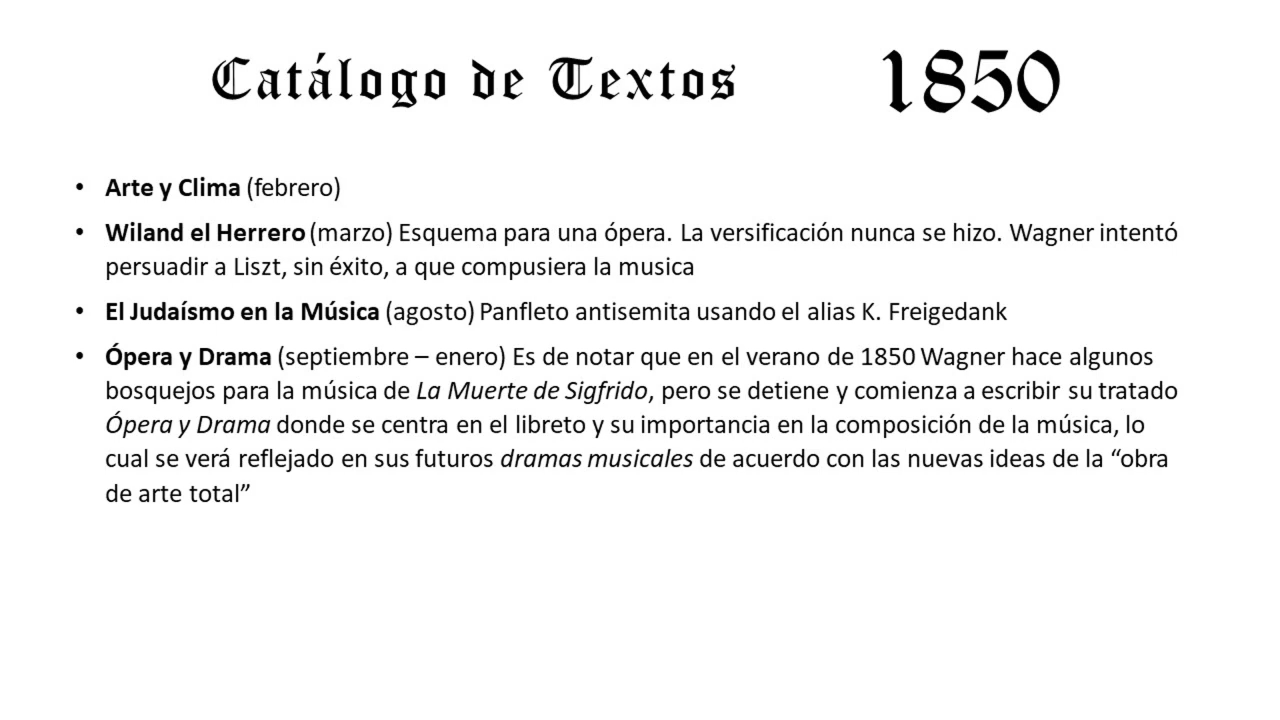 Catálogo de Textos 1850
• Arte y Clima (febrero)
• Wiland el Herrero (marzo) Esquema para una ópera. La versificación nunca se hizo. Wagner intentó
persuadir a Liszt, sin éxito, a que compusiera la musica
• El Judaísmo en la Música (agosto) Panfleto antisemita usando el alias K. Freigedank
• Ópera y Drama (septiembre – enero) Es de notar que en el verano de 1850 Wagner hace algunos
bosquejos para la música de La Muerte de Sigfrido, pero se detiene y comienza a escribir su tratado
Ópera y Drama donde se centra en el libreto y su importancia en la composición de la música, lo
cual se verá reflejado en sus futuros dramas musicales de acuerdo con las nuevas ideas de la “obra
de arte total”